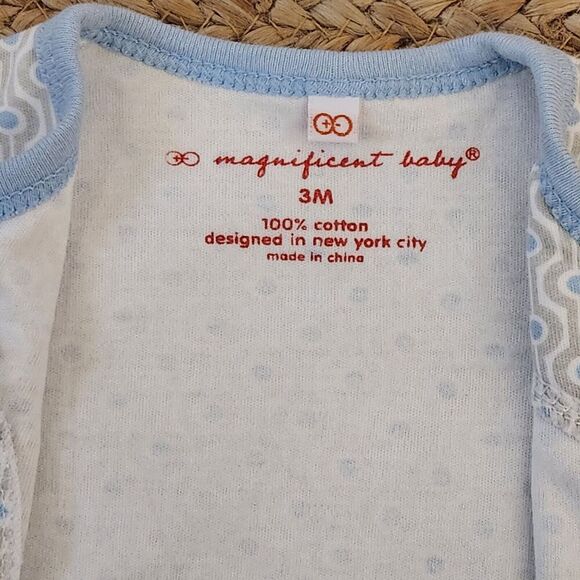 magnificent baby®
3M
100% cotton
designed in new york city
made in china